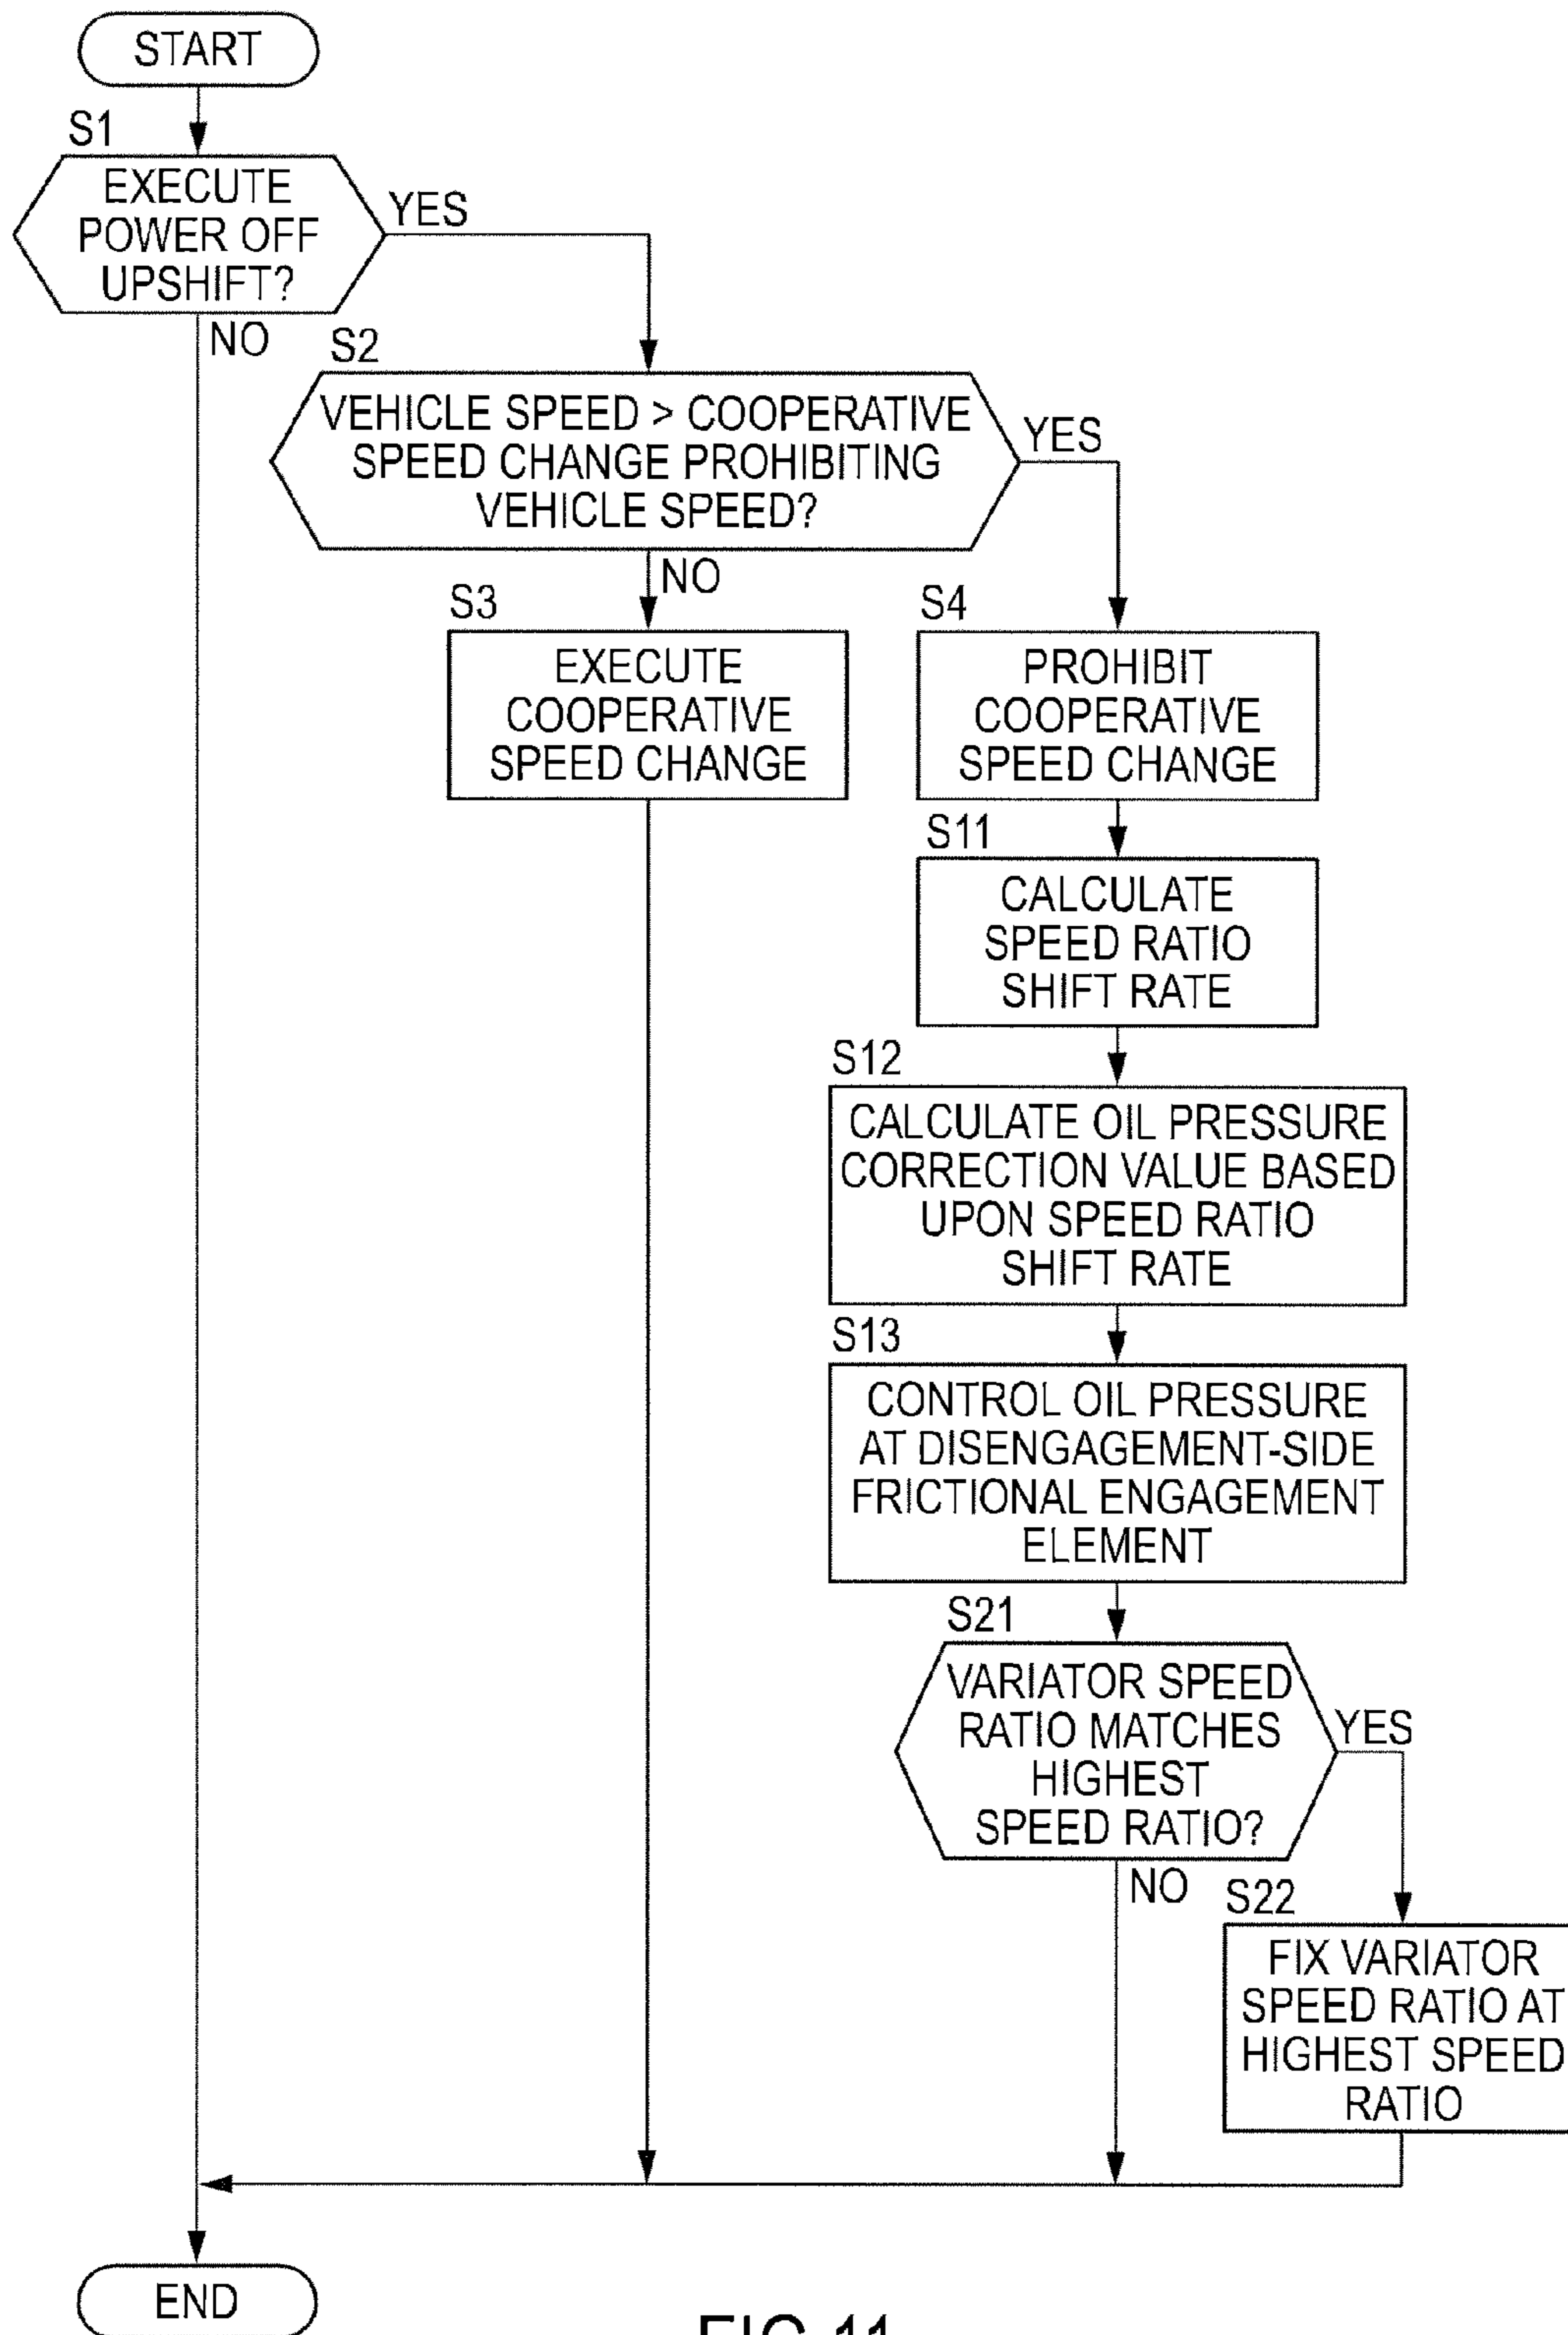 START
S1
EXECUTE
POWER OFF
UPSHIFT?
YES
NO
S2
VEHICLE SPEED > COOPERATIVE
SPEED CHANGE PROHIBITING
VEHICLE SPEED?
YES
NO
S3
EXECUTE
COOPERATIVE
SPEED CHANGE
S4
PROHIBIT
COOPERATIVE
SPEED CHANGE
S11
CALCULATE
SPEED RATIO
SHIFT RATE
S12
CALCULATE OIL PRESSURE
CORRECTION VALUE BASED
UPON SPEED RATIO
SHIFT RATE
S13
CONTROL OIL PRESSURE
AT DISENGAGEMENT-SIDE
FRICTIONAL ENGAGEMENT
ELEMENT
S21
VARIATOR SPEED
RATIO MATCHES
HIGHEST
SPEED RATIO?
YES
NO
S22
FIX VARIATOR
SPEED RATIO AT
HIGHEST SPEED
RATIO
END
FIG.11